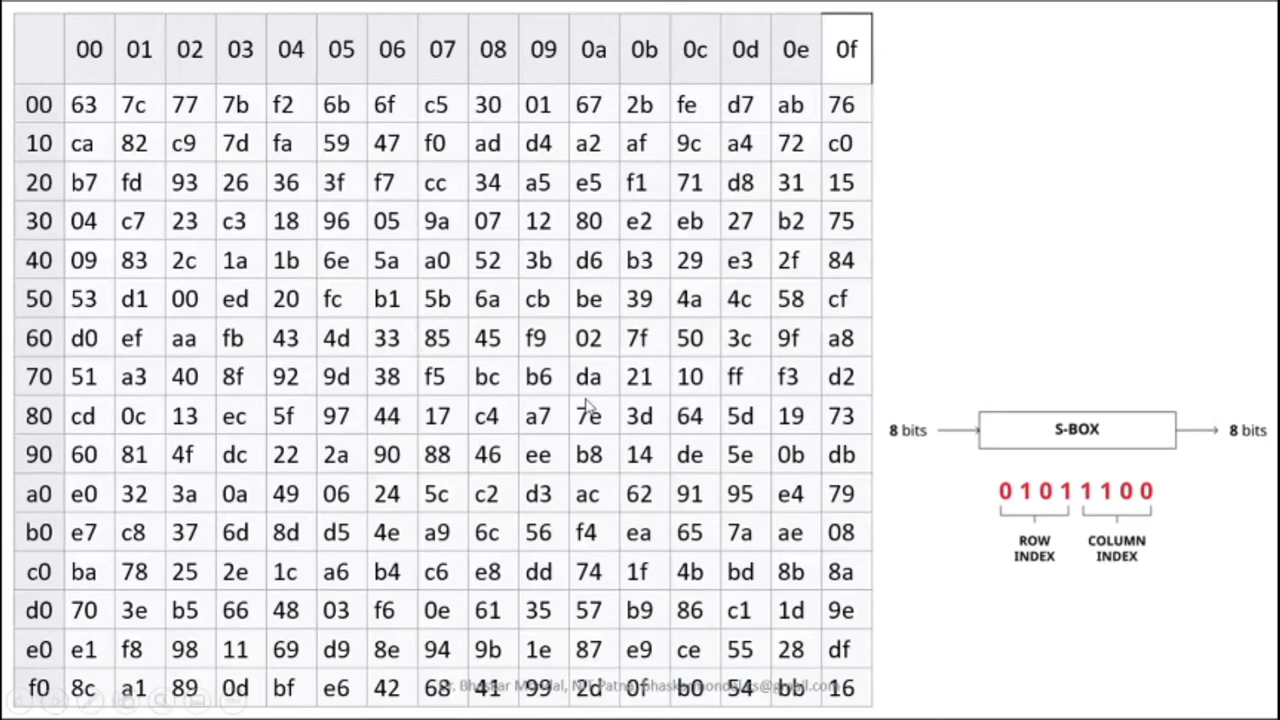 00 01 02 03 04 05 06 07 08 09 0a 0b 0c 0d 0e 0f
00 63 7c 77 7b f2 6b 6f c5 30 01 67 2b fe d7 ab 76
10 ca 82 c9 7d fa 59 47 f0 ad d4 a2 af 9c a4 72 c0
20 b7 fd 93 26 36 3f f7 cc 34 a5 e5 f1 71 d8 31 15
30 04 c7 23 c3 18 96 05 9a 07 12 80 e2 eb 27 b2 75
40 09 83 2c 1a 1b 6e 5a a0 52 3b d6 b3 29 e3 2f 84
50 53 d1 00 ed 20 fc b1 5b 6a cb be 39 4a 4c 58 cf
60 d0 ef aa fb 43 4d 33 85 45 f9 02 7f 50 3c 9f a8
70 51 a3 40 8f 92 9d 38 f5 bc b6 da 21 10 ff f3 d2
80 cd 0c 13 ec 5f 97 44 17 c4 a7 7e 3d 64 5d 19 73
90 60 81 4f dc 22 2a 90 88 46 ee b8 14 de 5e 0b db
a0 e0 32 3a 0a 49 06 24 5c c2 d3 ac 62 91 95 e4 79
b0 e7 c8 37 6d 8d d5 4e a9 6c 56 f4 ea 65 7a ae 08
c0 ba 78 25 2e 1c a6 b4 c6 e8 dd 74 1f 4b bd 8b 8a
d0 70 3e b5 66 48 03 f6 0e 61 35 57 b9 86 c1 1d 9e
e0 e1 f8 98 11 69 d9 8e 94 9b 1e 87 e9 ce 55 28 df
f0 8c a1 89 0d bf e6 42 68 41 99 2d 0f b0 54 bb 16
8 bits S-BOX 8 bits
0 1 0 1 1 1 0 0
ROW COLUMN
INDEX INDEX